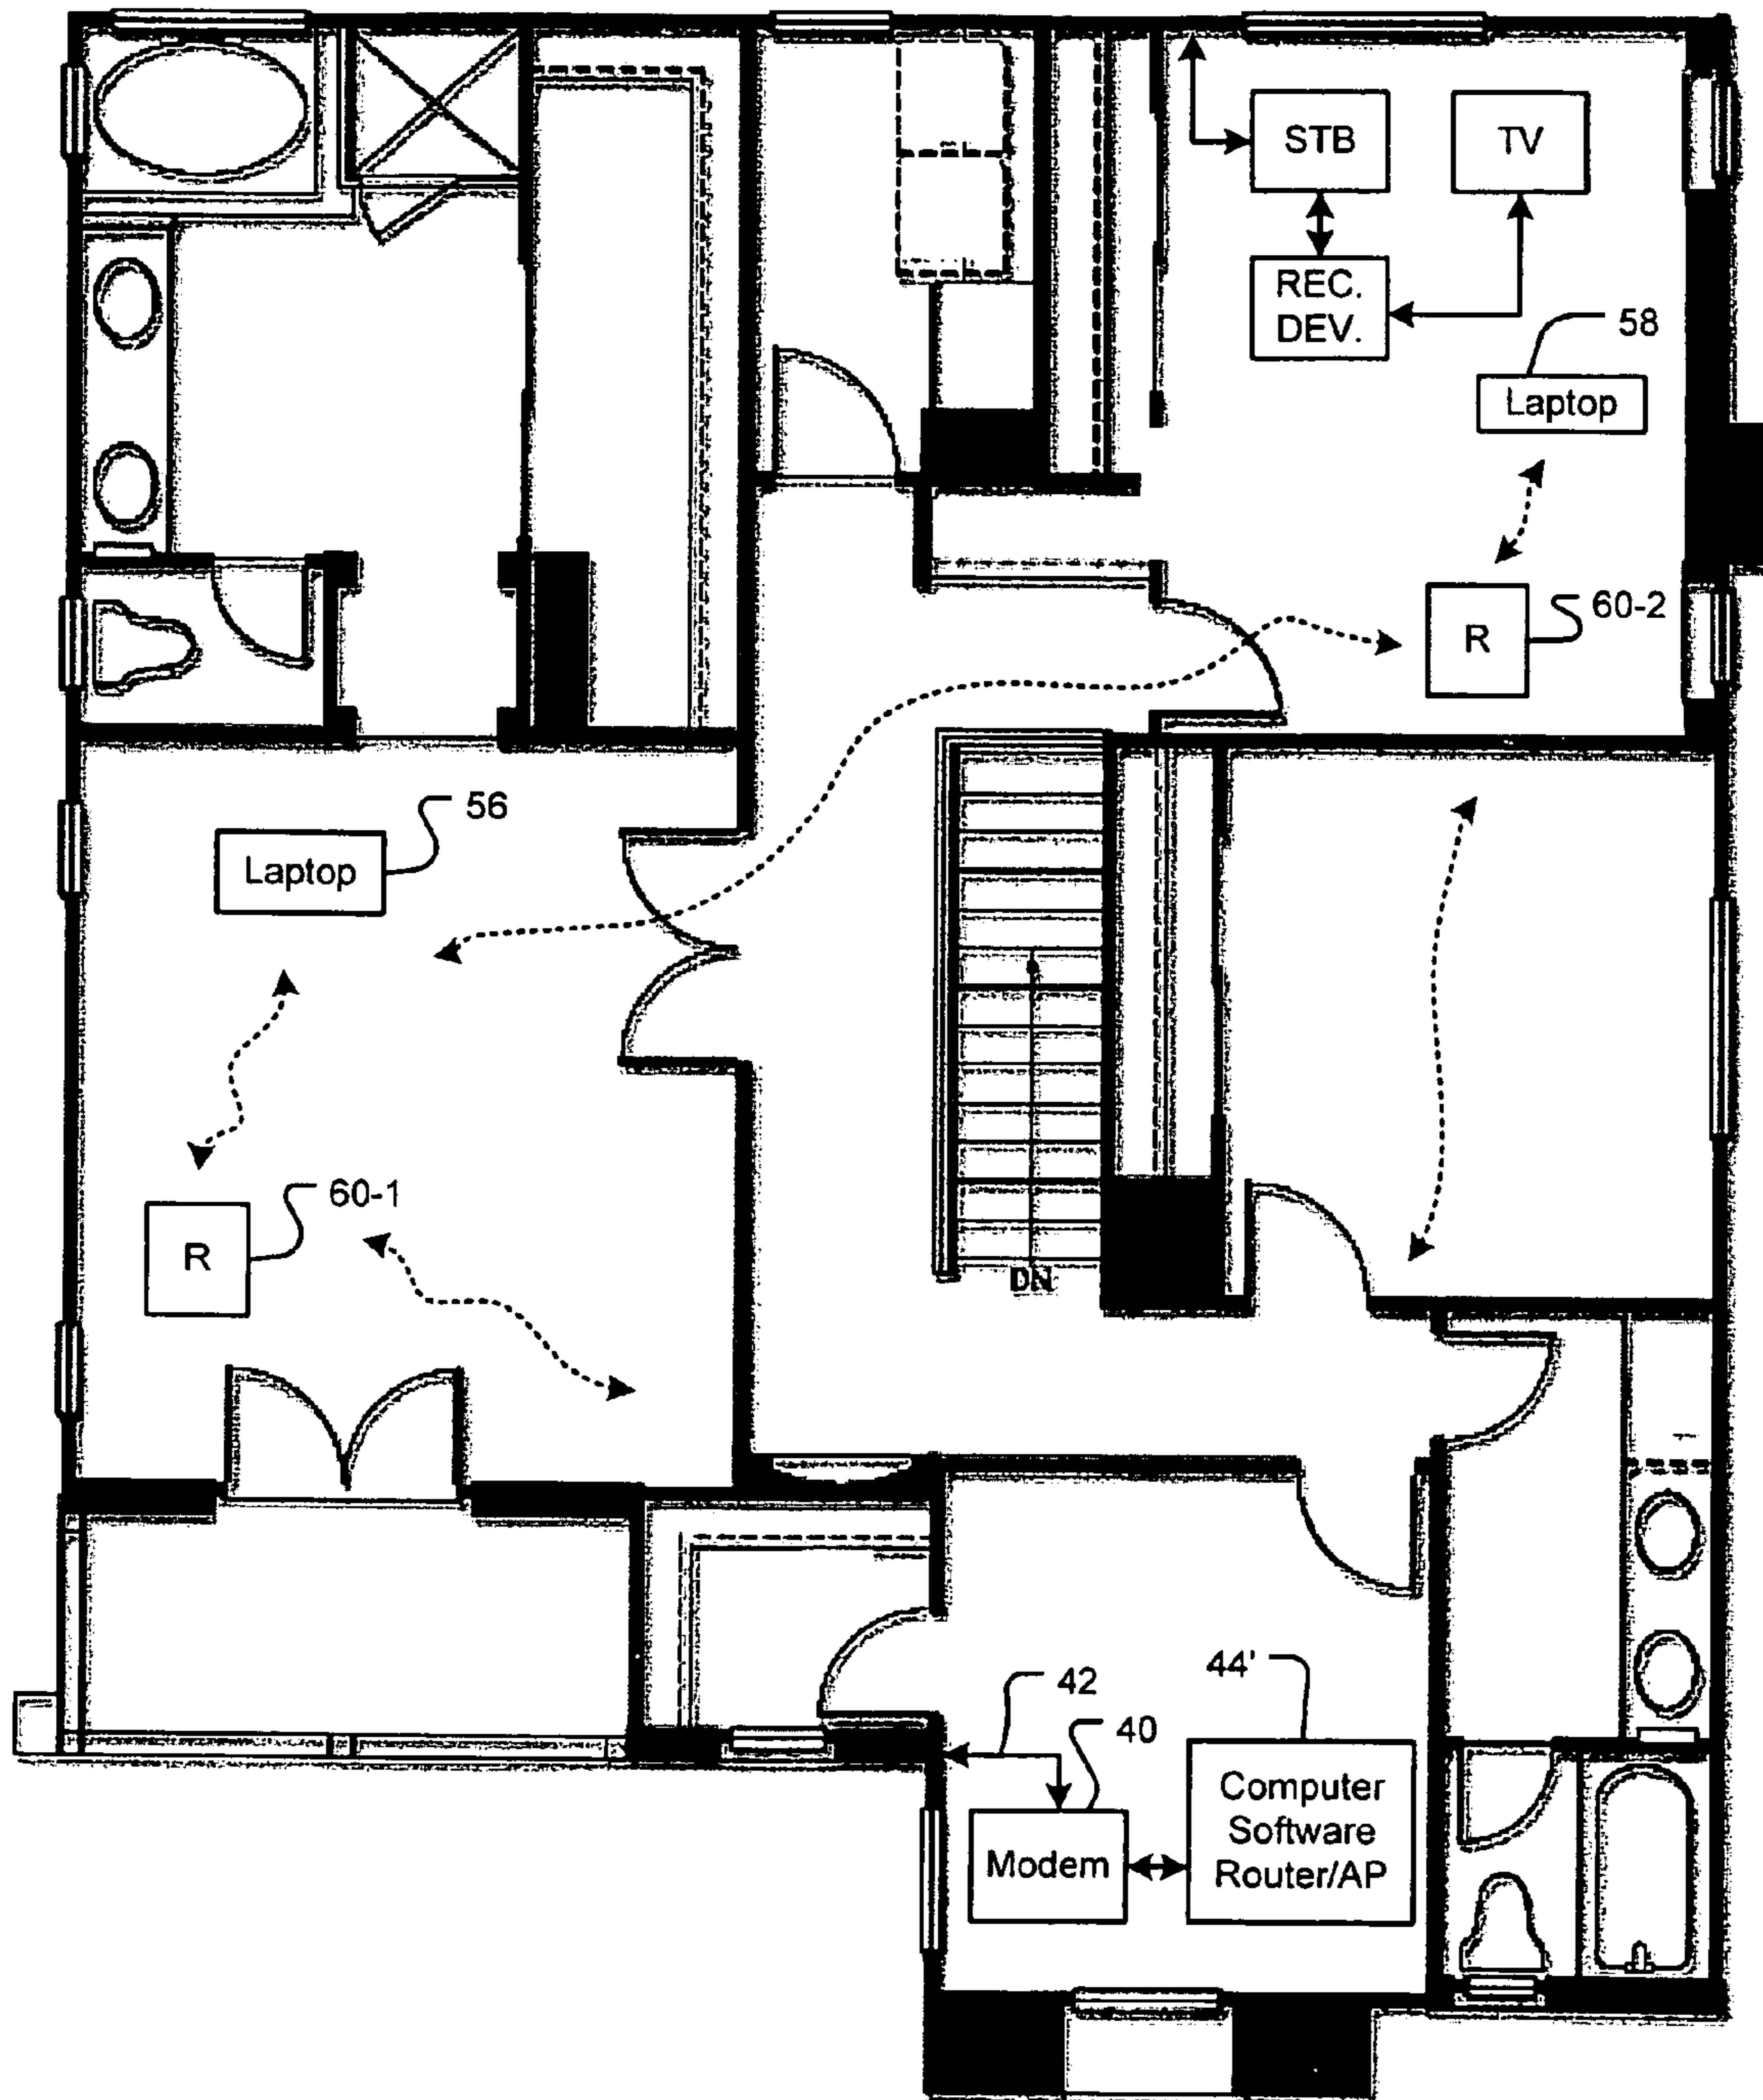 STB
TV
REC.
DEV.
58
Laptop
60-2
R
56
Laptop
60-1
R
DN
42
44'
40
Computer
Software
Router/AP
Modem